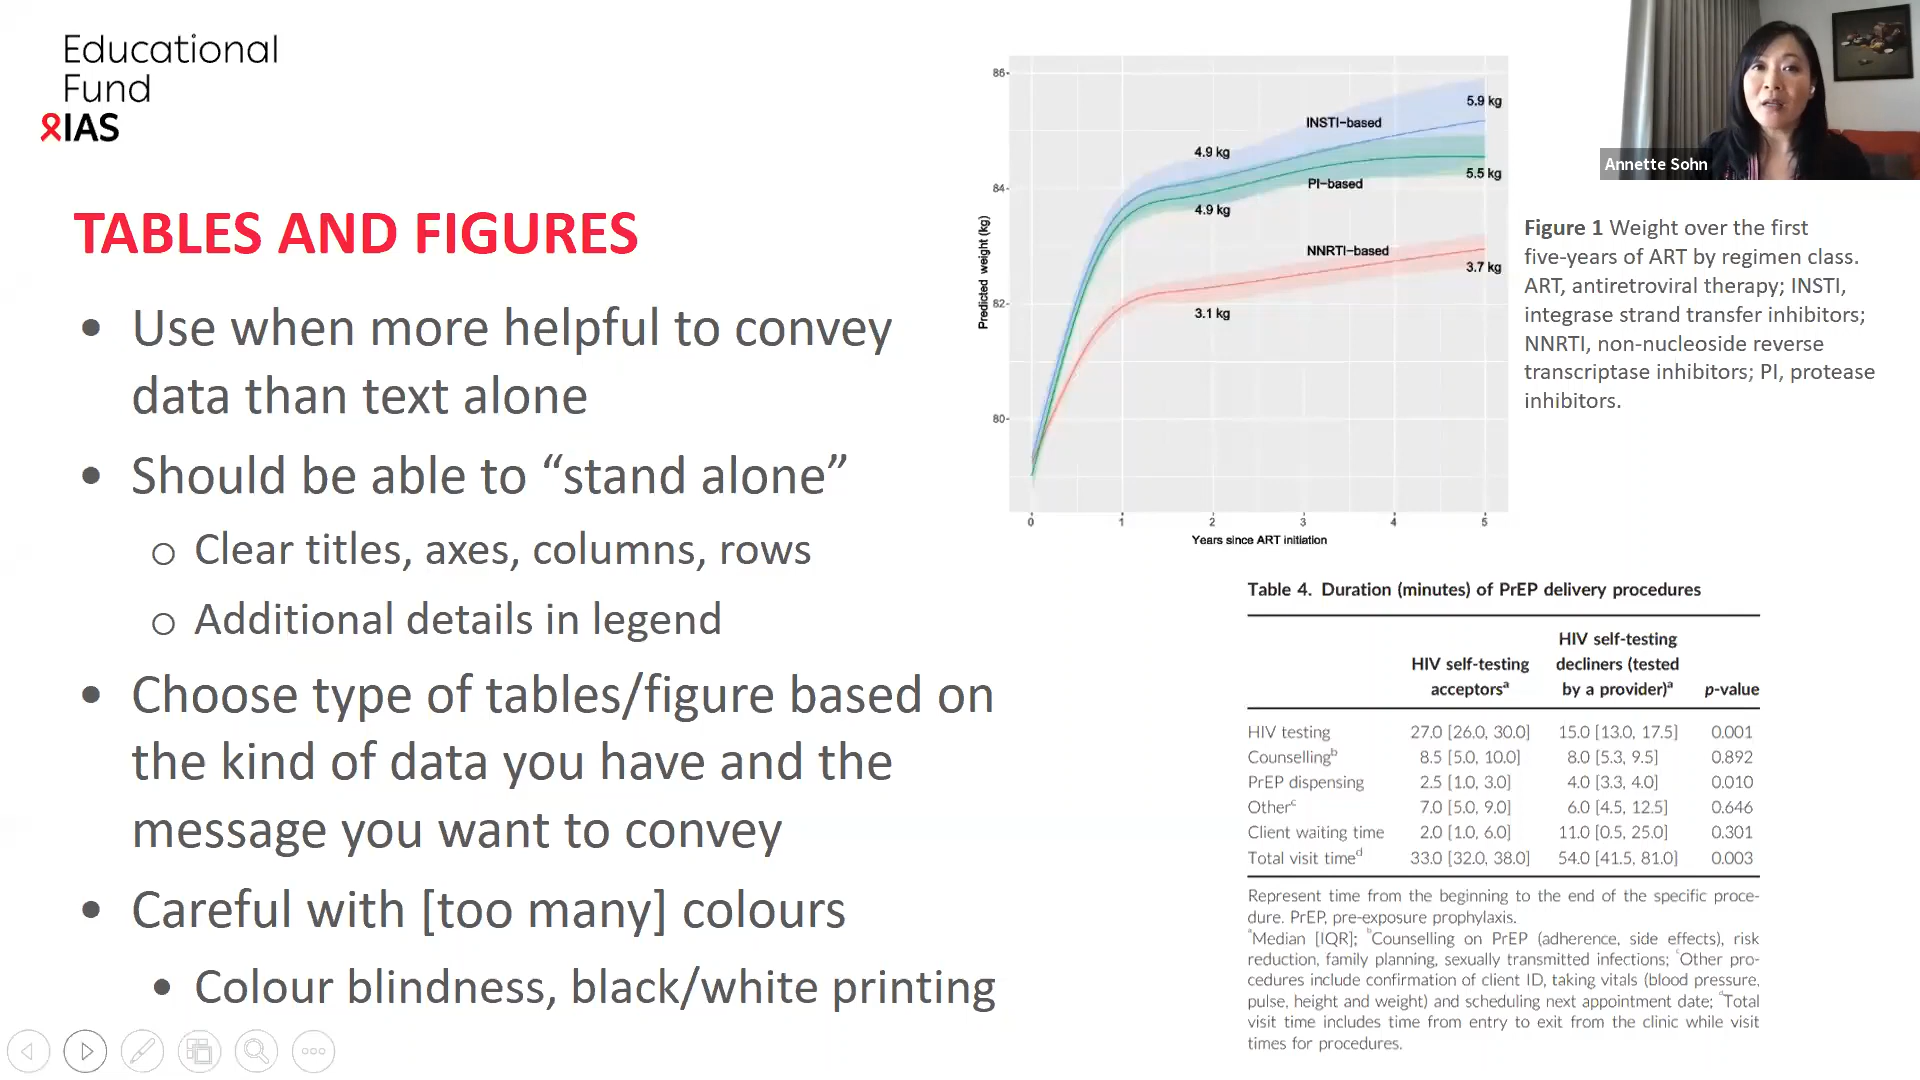 Educational
Fund
IAS
TABLES AND FIGURES
• Use when more helpful to convey
data than text alone
• Should be able to “stand alone”
o Clear titles, axes, columns, rows
o Additional details in legend
• Choose type of tables/figure based on
the kind of data you have and the
message you want to convey
• Careful with [too many] colours
• Colour blindness, black/white printing
Predicted weight (kg)
86
84
82
80
INSTI-based
5.9 kg
4.9 kg
PI-based
5.5 kg
4.9 kg
NNRTI-based
3.7 kg
3.1 kg
0 1 2 3 4 5
Years since ART initiation
Annette Sohn
Figure 1 Weight over the first
five-years of ART by regimen class.
ART, antiretroviral therapy; INSTI,
integrase strand transfer inhibitors;
NNRTI, non-nucleoside reverse
transcriptase inhibitors; PI, protease
inhibitors.
Table 4. Duration (minutes) of PrEP delivery procedures
HIV self-testing
HIV self-testing decliners (tested
acceptorsᵃ by a provider)ᵃ p-value
HIV testing 27.0 [26.0, 30.0] 15.0 [13.0, 17.5] 0.001
Counsellingᵇ 8.5 [5.0, 10.0] 8.0 [5.3, 9.5] 0.892
PrEP dispensing 2.5 [1.0, 3.0] 4.0 [3.3, 4.0] 0.010
Otherᶜ 7.0 [5.0, 9.0] 6.0 [4.5, 12.5] 0.646
Client waiting time 2.0 [1.0, 6.0] 11.0 [0.5, 25.0] 0.301
Total visit timeᵈ 33.0 [32.0, 38.0] 54.0 [41.5, 81.0] 0.003
Represent time from the beginning to the end of the specific proce-
dure. PrEP, pre-exposure prophylaxis.
ᵃMedian [IQR]; ᵇCounselling on PrEP (adherence, side effects), risk
reduction, family planning, sexually transmitted infections; ᶜOther pro-
cedures include confirmation of client ID, taking vitals (blood pressure,
pulse, height and weight) and scheduling next appointment date; ᵈTotal
visit time includes time from entry to exit from the clinic while visit
times for procedures.